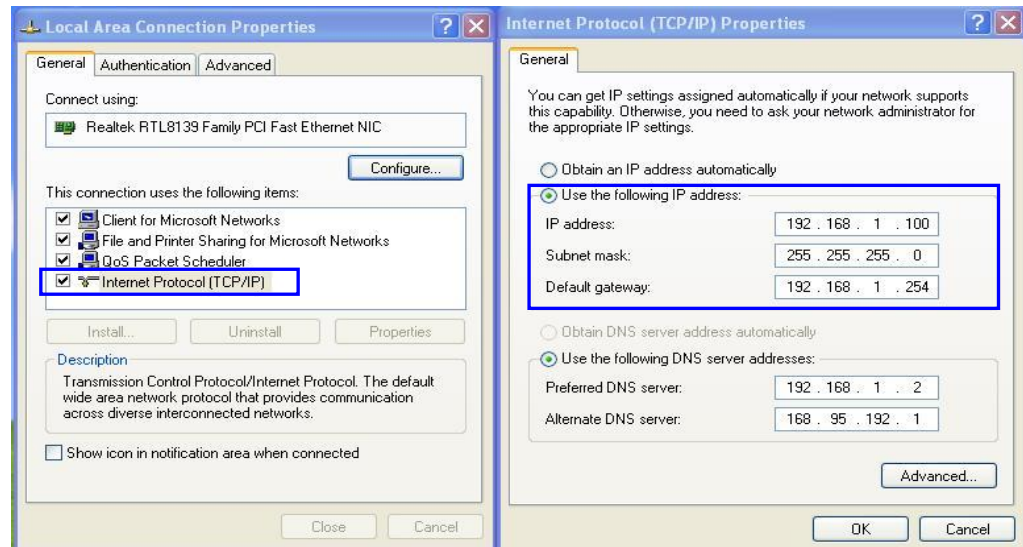 Local Area Connection Properties
General
Authentication
Advanced
Connect using:
Realtek RTL8139 Family PCI Fast Ethernet NIC
Configure...
This connection uses the following items:
Client for Microsoft Networks
File and Printer Sharing for Microsoft Networks
QoS Packet Scheduler
Internet Protocol (TCP/IP)
Install...
Uninstall
Properties
Description
Transmission Control Protocol/Internet Protocol. The default
wide area network protocol that provides communication
across diverse interconnected networks.
Show icon in notification area when connected
Close
Cancel
Internet Protocol (TCP/IP) Properties
General
You can get IP settings assigned automatically if your network supports
this capability. Otherwise, you need to ask your network administrator for
the appropriate IP settings.
Obtain an IP address automatically
Use the following IP address:
IP address: 192 . 168 . 1 . 100
Subnet mask: 255 . 255 . 255 . 0
Default gateway: 192 . 168 . 1 . 254
Obtain DNS server address automatically
Use the following DNS server addresses:
Preferred DNS server: 192 . 168 . 1 . 2
Alternate DNS server: 168 . 95 . 192 . 1
Advanced...
OK
Cancel